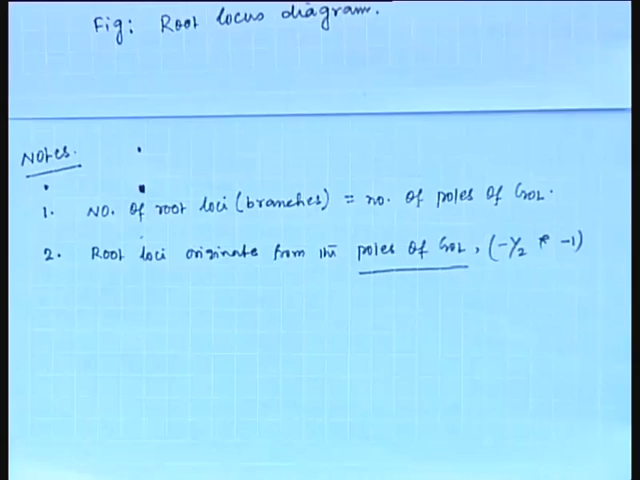 Fig: Root locus diagram.
Notes.
1. No. of root loci (branches) = no. of poles of GOL.
2. Root loci originate from the poles of GOL, (-1/2 & -1)